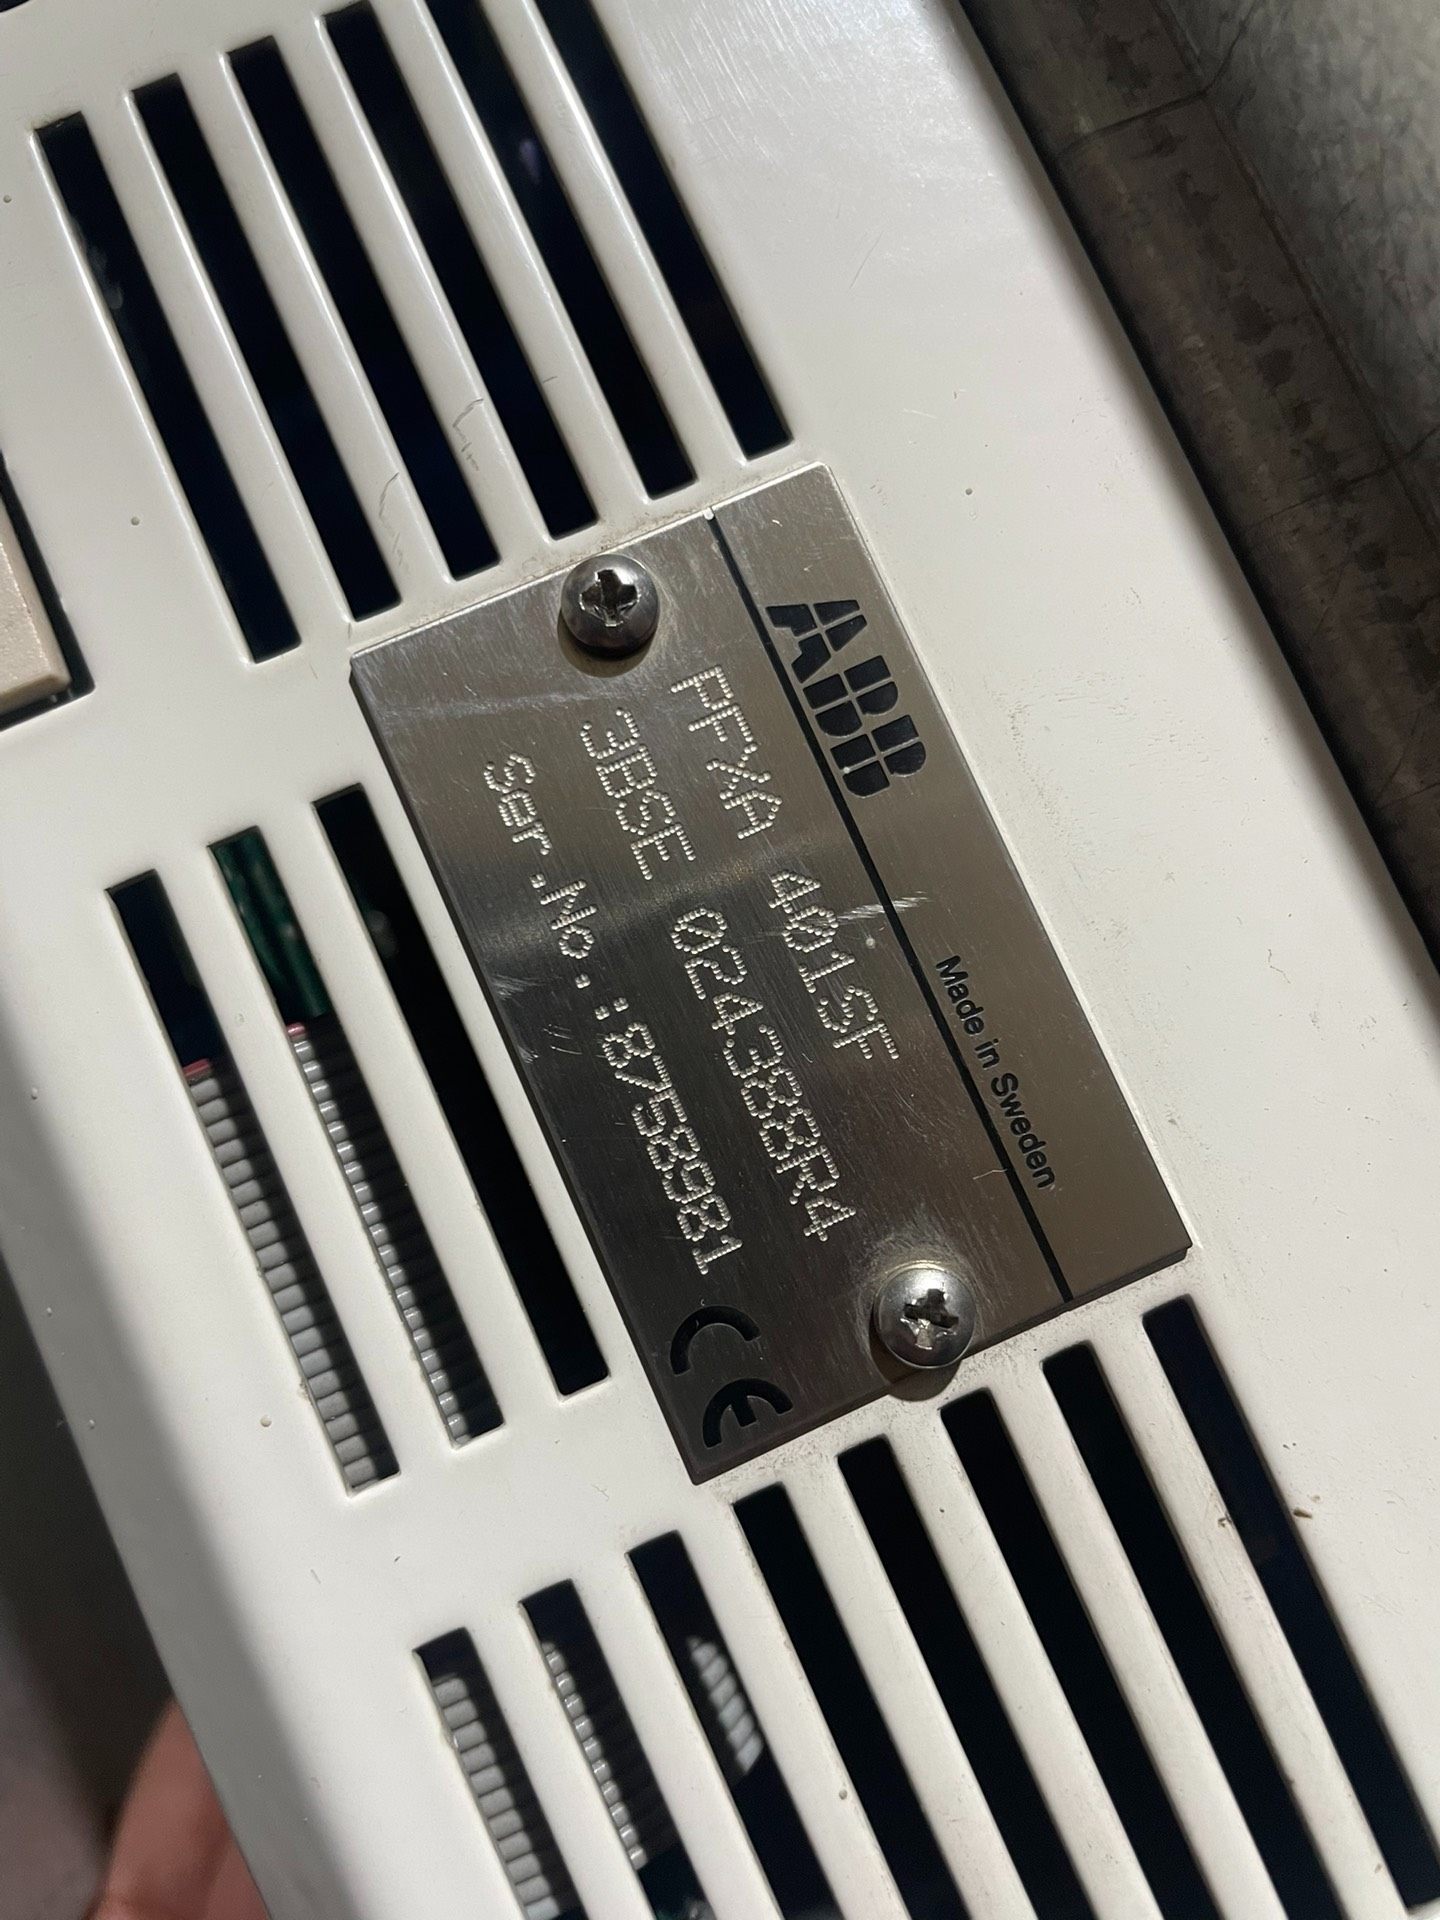 ABB
Made in Sweden
PFXA 401SF
3BSE 024388R4
Ser.No.:8758981
CE